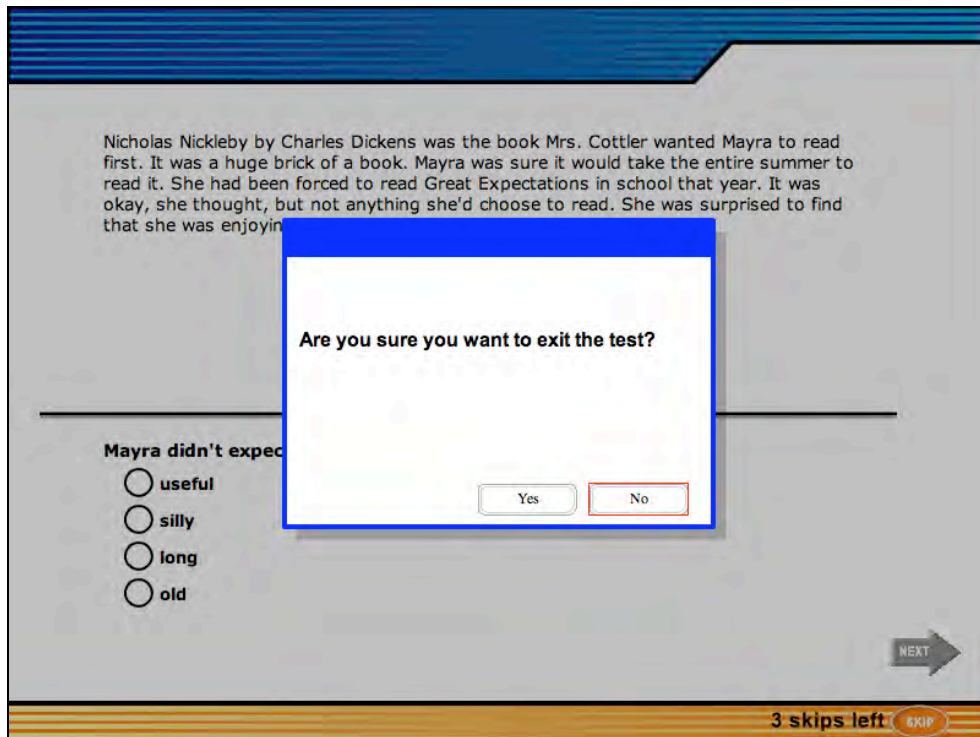 Nicholas Nickleby by Charles Dickens was the book Mrs. Cottler wanted Mayra to read
first. It was a huge brick of a book. Mayra was sure it would take the entire summer to
read it. She had been forced to read Great Expectations in school that year. It was
okay, she thought, but not anything she'd choose to read. She was surprised to find
that she was
Are you sure you want to exit the test?
Yes No
Mayra didn't
useful
silly
long
old
NEXT
3 skips left SKIP